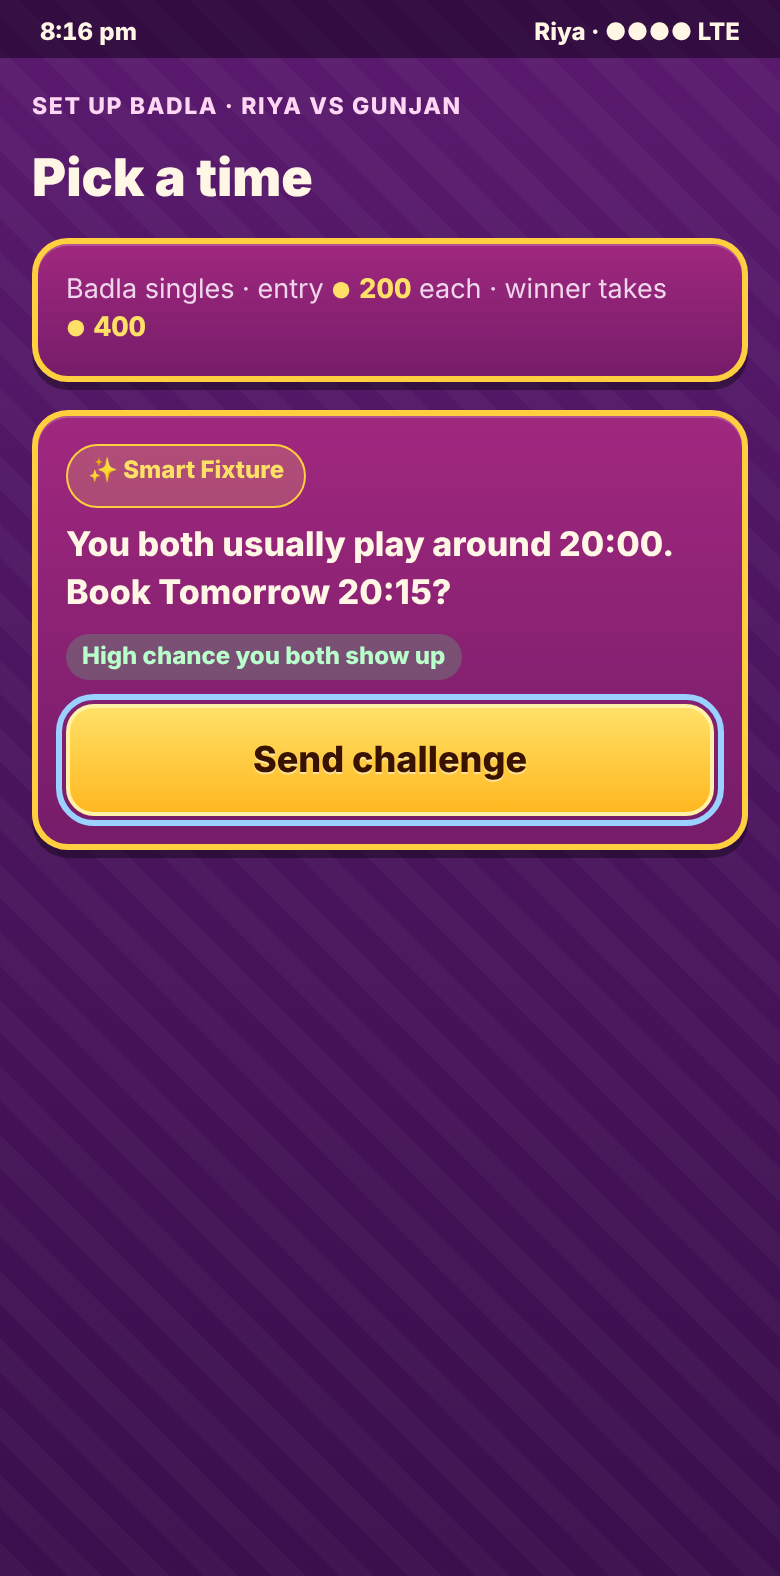 8:16 pm
Riya · ●●●● LTE
SET UP BADLA · RIYA VS GUNJAN
Pick a time
Badla singles · entry ● 200 each · winner takes
● 400
✨ Smart Fixture
You both usually play around 20:00.
Book Tomorrow 20:15?
High chance you both show up
Send challenge